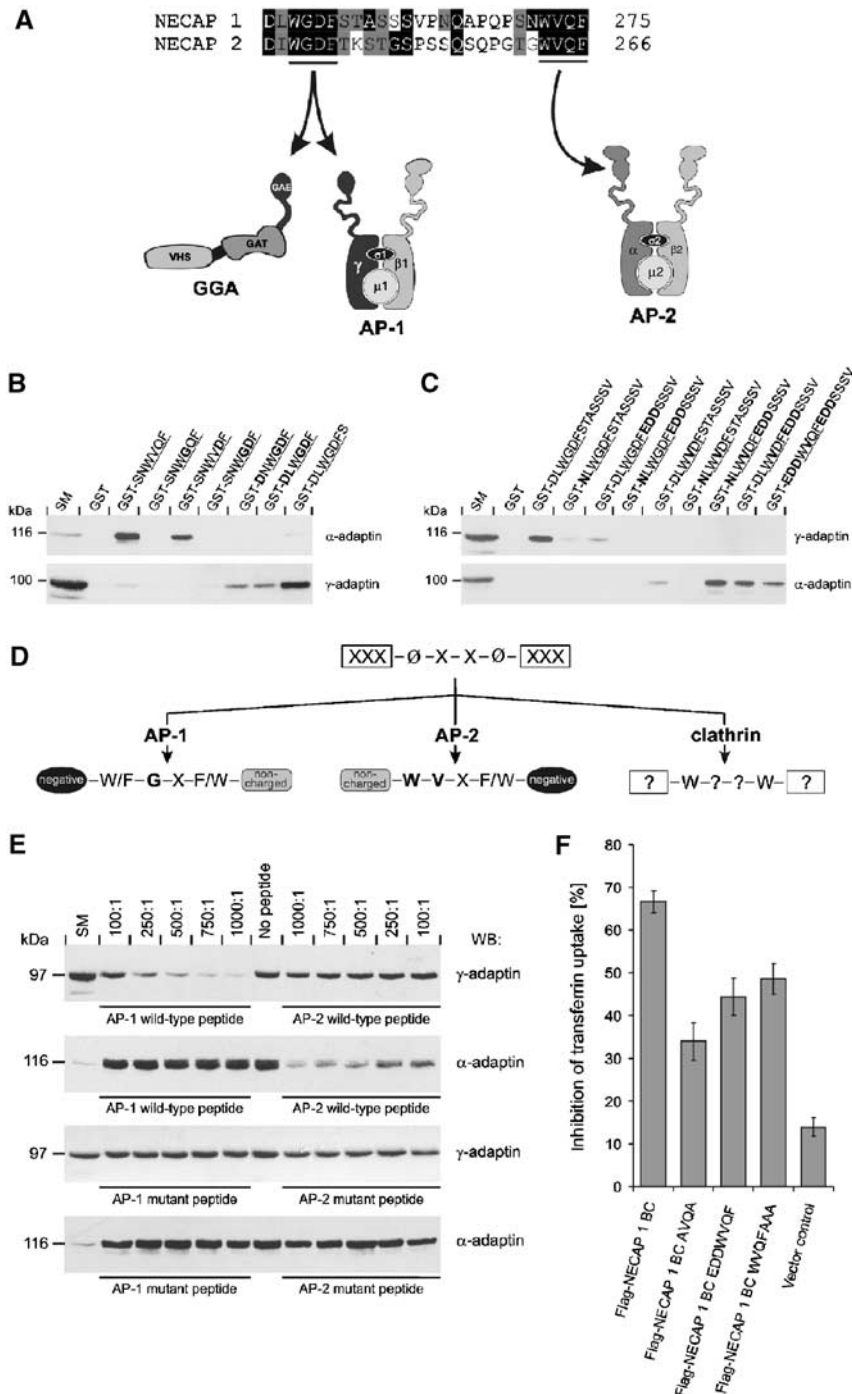 A
NECAP 1 DLWGDFSTASSSVPNQAPQPSNWVQF 275
NECAP 2 DIWGDFTKSTGSPSSQSQPGTGWVQF 266
GAE
VHS
GAT
GGA
γ
σ1
β1
μ1
AP-1
α
σ2
β2
μ2
AP-2
B
SM
GST
GST-SNWVQF
GST-SNWGQF
GST-SNWVDF
GST-SNWGDF
GST-DNWGDF
GST-DLWGDF
GST-DLWGDFS
kDa
116
α-adaptin
100
γ-adaptin
C
SM
GST
GST-DLWGDFSTASSSV
GST-NLWGDFSTASSSV
GST-DLWGDFEDDSSSV
GST-NLWGDFEDDSSSV
GST-DLWVDFSTASSSV
GST-NLWVDFSTASSSV
GST-NLWVDFEDDSSSV
GST-DLWVDFEDDSSSV
GST-EDDWVQFEDDSSSV
kDa
116
γ-adaptin
100
α-adaptin
D
XXX –Ø–X–X–Ø– XXX
AP-1
AP-2
clathrin
negative –W/F–G–X–F/W– non-charged
non-charged –W–V–X–F/W– negative
? –W–?–?–W– ?
E
SM
100:1
250:1
500:1
750:1
1000:1
No peptide
1000:1
750:1
500:1
250:1
100:1
kDa
WB:
97
γ-adaptin
AP-1 wild-type peptide
AP-2 wild-type peptide
116
α-adaptin
AP-1 wild-type peptide
AP-2 wild-type peptide
97
γ-adaptin
AP-1 mutant peptide
AP-2 mutant peptide
116
α-adaptin
AP-1 mutant peptide
AP-2 mutant peptide
F
Inhibition of transferrin uptake [%]
80
70
60
50
40
30
20
10
0
Flag-NECAP 1 BC
Flag-NECAP 1 BC AVQA
Flag-NECAP 1 BC EDDWVQF
Flag-NECAP 1 BC WVQFAAA
Vector control